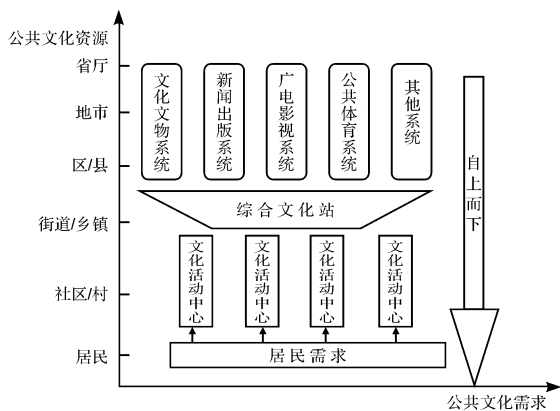 公共文化资源
省厅
地市
区/县
街道/乡镇
社区/村
居民
文化文物系统
新闻出版系统
广电影视系统
公共体育系统
其他系统
综合文化站
文化活动中心
文化活动中心
文化活动中心
文化活动中心
居民需求
自上而下
公共文化需求